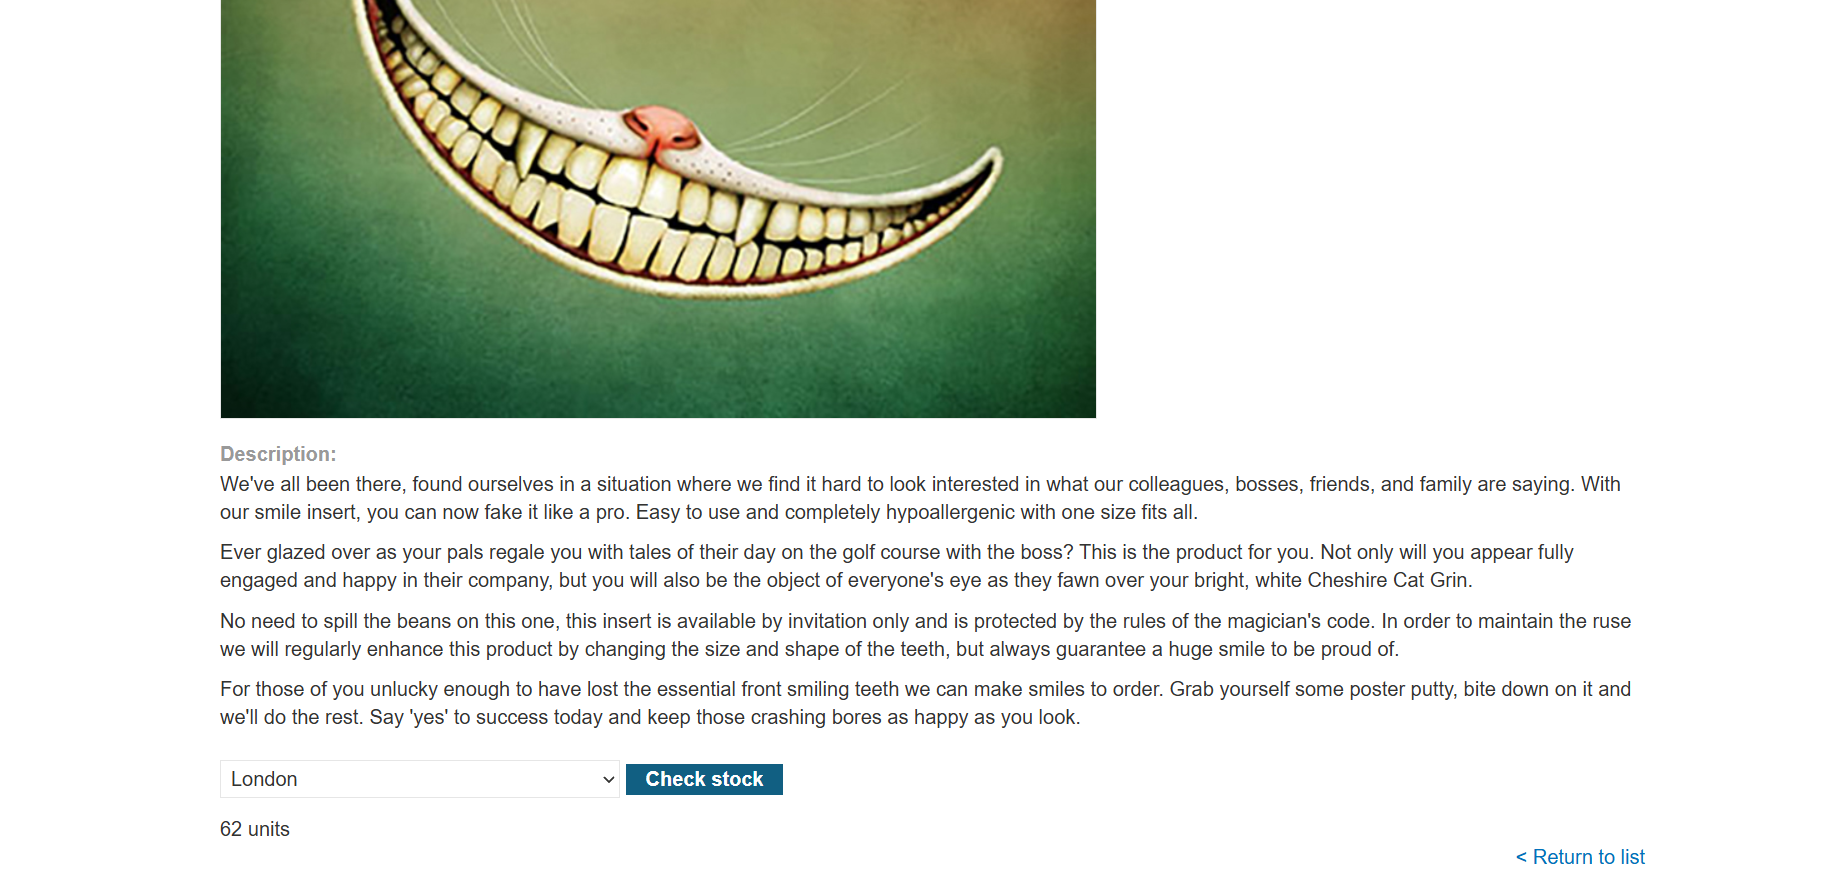 Description:
We've all been there, found ourselves in a situation where we find it hard to look interested in what our colleagues, bosses, friends, and family are saying. With
our smile insert, you can now fake it like a pro. Easy to use and completely hypoallergenic with one size fits all.
Ever glazed over as your pals regale you with tales of their day on the golf course with the boss? This is the product for you. Not only will you appear fully
engaged and happy in their company, but you will also be the object of everyone's eye as they fawn over your bright, white Cheshire Cat Grin.
No need to spill the beans on this one, this insert is available by invitation only and is protected by the rules of the magician's code. In order to maintain the ruse
we will regularly enhance this product by changing the size and shape of the teeth, but always guarantee a huge smile to be proud of.
For those of you unlucky enough to have lost the essential front smiling teeth we can make smiles to order. Grab yourself some poster putty, bite down on it and
we'll do the rest. Say 'yes' to success today and keep those crashing bores as happy as you look.
London Check stock
62 units
< Return to list